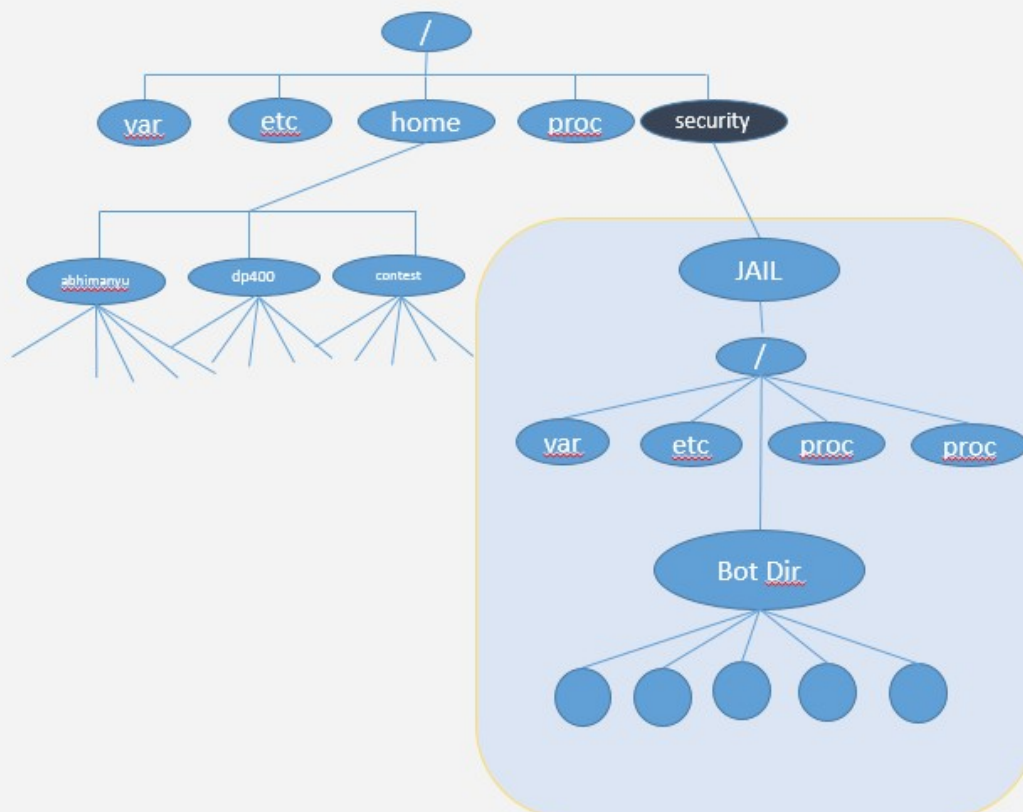 /
var
etc
home
proc
security
abhimanyu
dp400
contest
JAIL
/
var
etc
proc
proc
Bot Dir